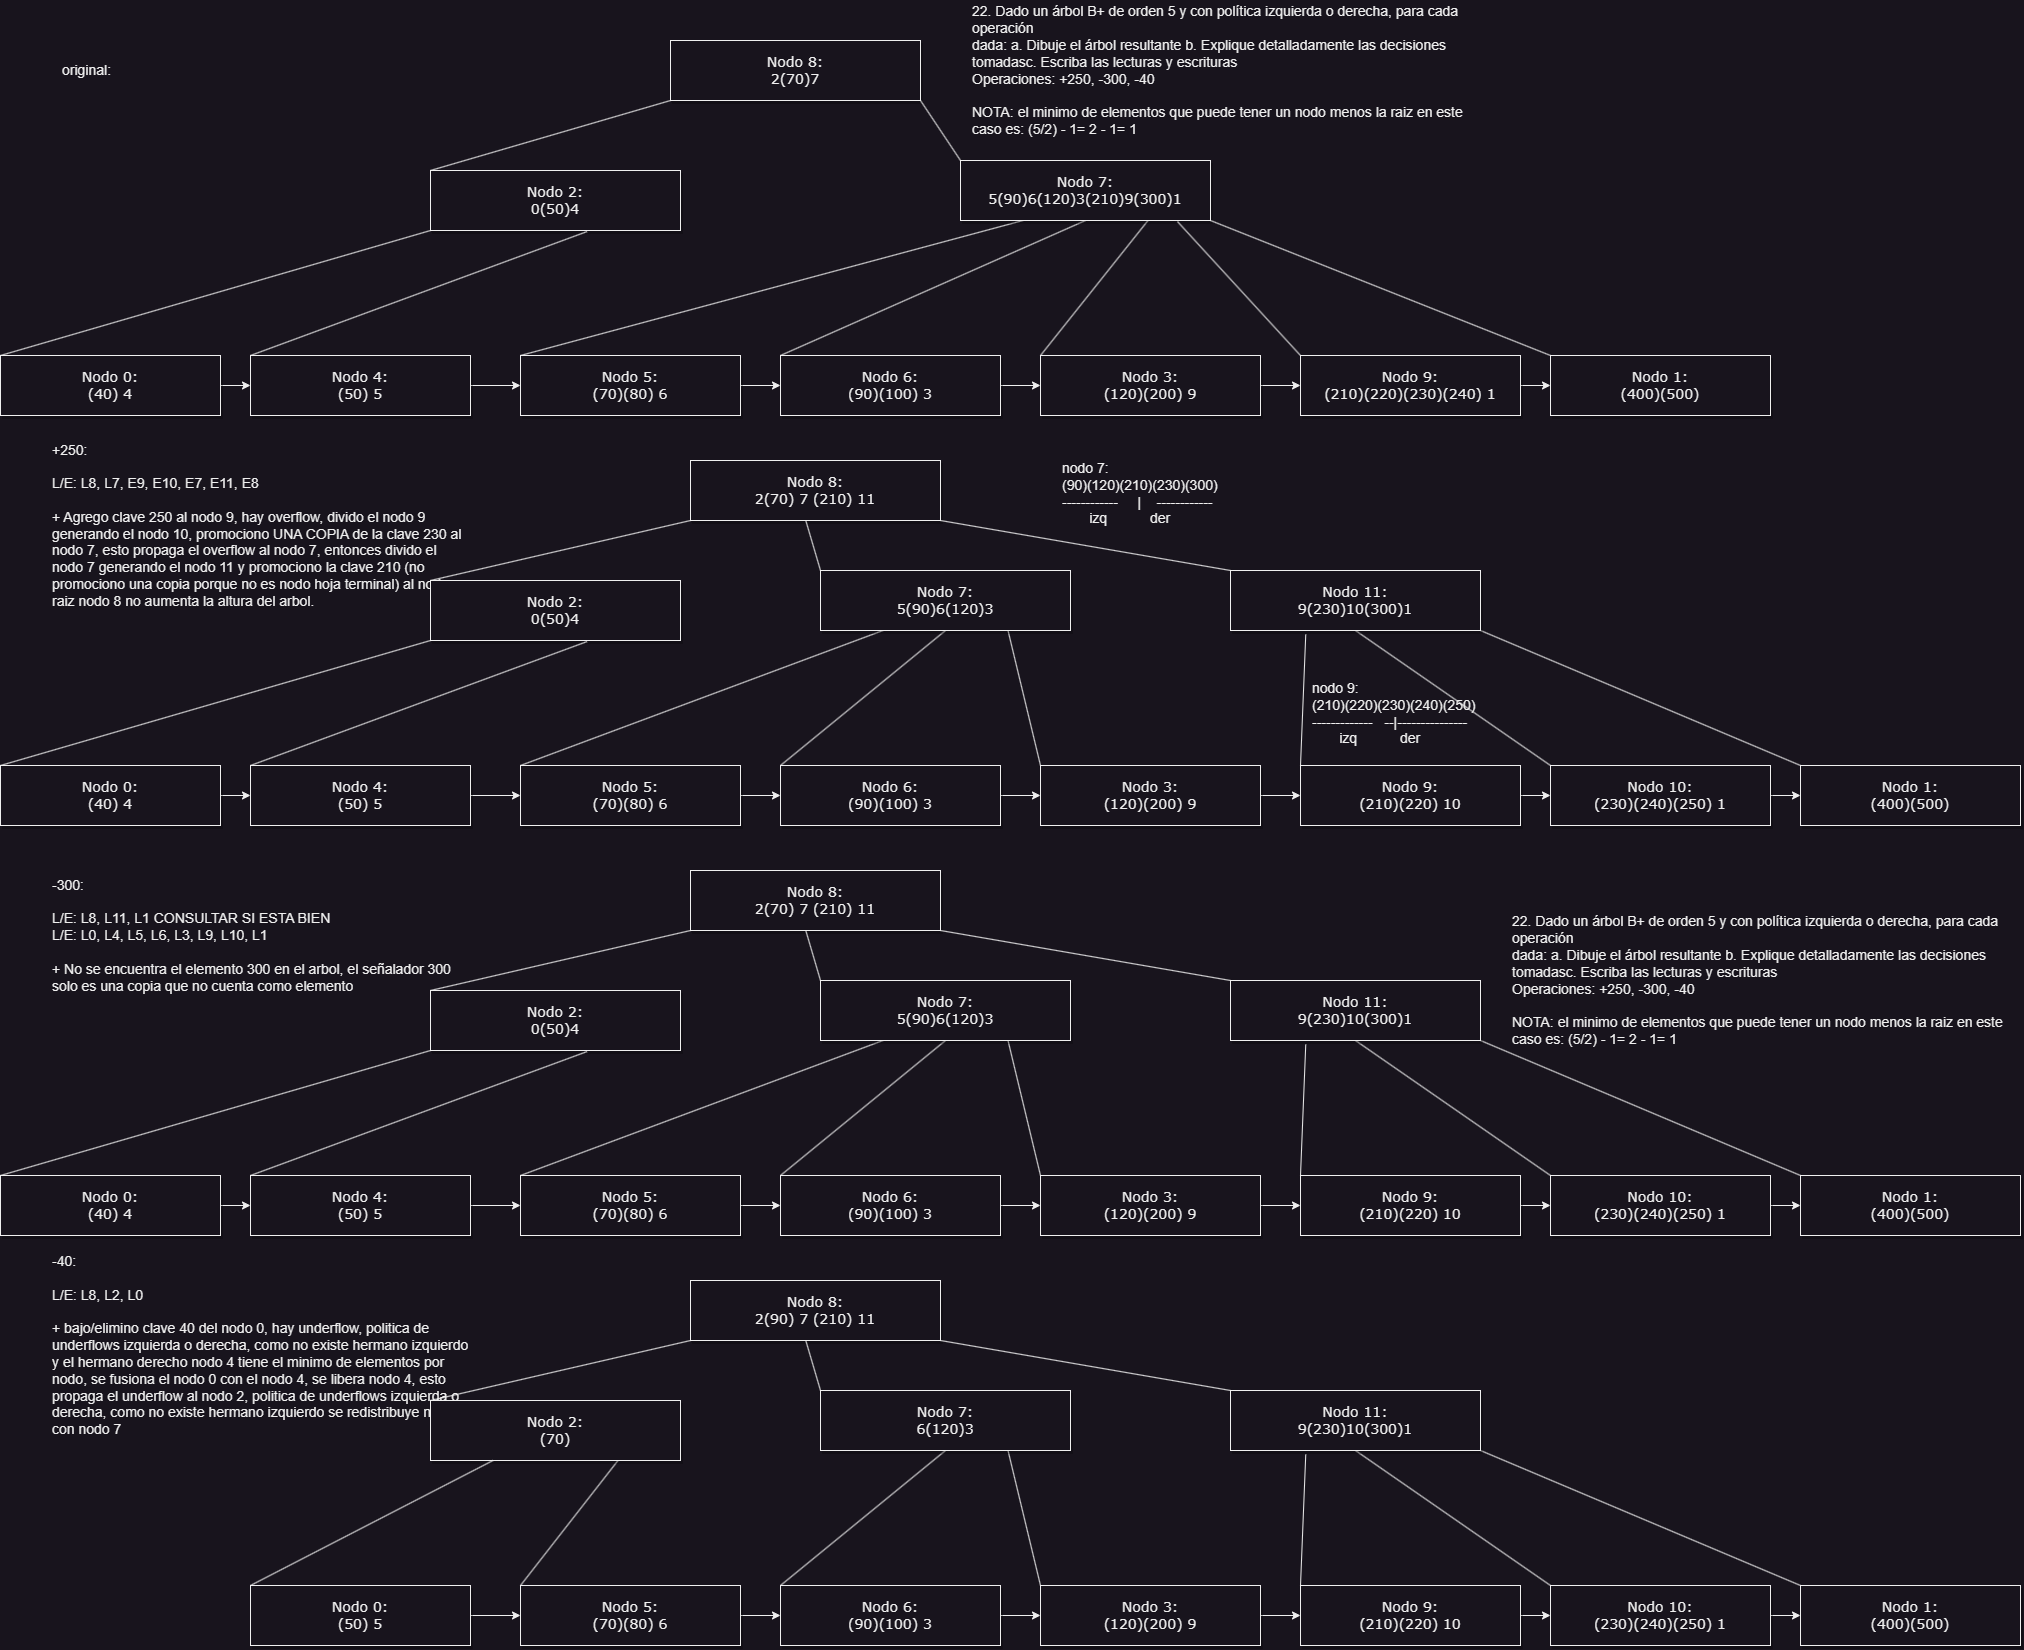 original:
22. Dado un árbol B+ de orden 5 y con política izquierda o derecha, para cada
operación
dada: a. Dibuje el árbol resultante b. Explique detalladamente las decisiones
tomadasc. Escriba las lecturas y escrituras
Operaciones: +250, -300, -40
NOTA: el minimo de elementos que puede tener un nodo menos la raiz en este
caso es: (5/2) - 1= 2 - 1= 1
Nodo 8:
2(70)7
Nodo 2:
0(50)4
Nodo 7:
5(90)6(120)3(210)9(300)1
Nodo 0:
(40) 4
Nodo 4:
(50) 5
Nodo 5:
(70)(80) 6
Nodo 6:
(90)(100) 3
Nodo 3:
(120)(200) 9
Nodo 9:
(210)(220)(230)(240) 1
Nodo 1:
(400)(500)
+250:
L/E: L8, L7, E9, E10, E7, E11, E8
+ Agrego clave 250 al nodo 9, hay overflow, divido el nodo 9
generando el nodo 10, promociono UNA COPIA de la clave 230 al
nodo 7, esto propaga el overflow al nodo 7, entonces divido el
nodo 7 generando el nodo 11 y promociono la clave 210 (no
promociono una copia porque no es nodo hoja terminal) al
raiz nodo 8 no aumenta la altura del arbol.
Nodo 8:
2(70) 7 (210) 11
nodo 7:
(90)(120)(210)(230)(300)
------------ | ------------
izq der
Nodo 2:
0(50)4
Nodo 7:
5(90)6(120)3
Nodo 11:
9(230)10(300)1
nodo 9:
(210)(220)(230)(240)(250)
------------- --|---------------
izq der
Nodo 0:
(40) 4
Nodo 4:
(50) 5
Nodo 5:
(70)(80) 6
Nodo 6:
(90)(100) 3
Nodo 3:
(120)(200) 9
Nodo 9:
(210)(220) 10
Nodo 10:
(230)(240)(250) 1
Nodo 1:
(400)(500)
-300:
L/E: L8, L11, L1 CONSULTAR SI ESTA BIEN
L/E: L0, L4, L5, L6, L3, L9, L10, L1
+ No se encuentra el elemento 300 en el arbol, el señalador 300
solo es una copia que no cuenta como elemento
Nodo 8:
2(70) 7 (210) 11
22. Dado un árbol B+ de orden 5 y con política izquierda o derecha, para cada
operación
dada: a. Dibuje el árbol resultante b. Explique detalladamente las decisiones
tomadasc. Escriba las lecturas y escrituras
Operaciones: +250, -300, -40
NOTA: el minimo de elementos que puede tener un nodo menos la raiz en este
caso es: (5/2) - 1= 2 - 1= 1
Nodo 2:
0(50)4
Nodo 7:
5(90)6(120)3
Nodo 11:
9(230)10(300)1
Nodo 0:
(40) 4
Nodo 4:
(50) 5
Nodo 5:
(70)(80) 6
Nodo 6:
(90)(100) 3
Nodo 3:
(120)(200) 9
Nodo 9:
(210)(220) 10
Nodo 10:
(230)(240)(250) 1
Nodo 1:
(400)(500)
-40:
L/E: L8, L2, L0
+ bajo/elimino clave 40 del nodo 0, hay underflow, politica de
underflows izquierda o derecha, como no existe hermano izquierdo
y el hermano derecho nodo 4 tiene el minimo de elementos por
nodo, se fusiona el nodo 0 con el nodo 4, se libera nodo 4, esto
propaga el underflow al nodo 2, politica de underflows izquierda o
derecha, como no existe hermano izquierdo se redistribuye
con nodo 7
Nodo 8:
2(90) 7 (210) 11
Nodo 2:
(70)
Nodo 7:
6(120)3
Nodo 11:
9(230)10(300)1
Nodo 0:
(50) 5
Nodo 5:
(70)(80) 6
Nodo 6:
(90)(100) 3
Nodo 3:
(120)(200) 9
Nodo 9:
(210)(220) 10
Nodo 10:
(230)(240)(250) 1
Nodo 1:
(400)(500)